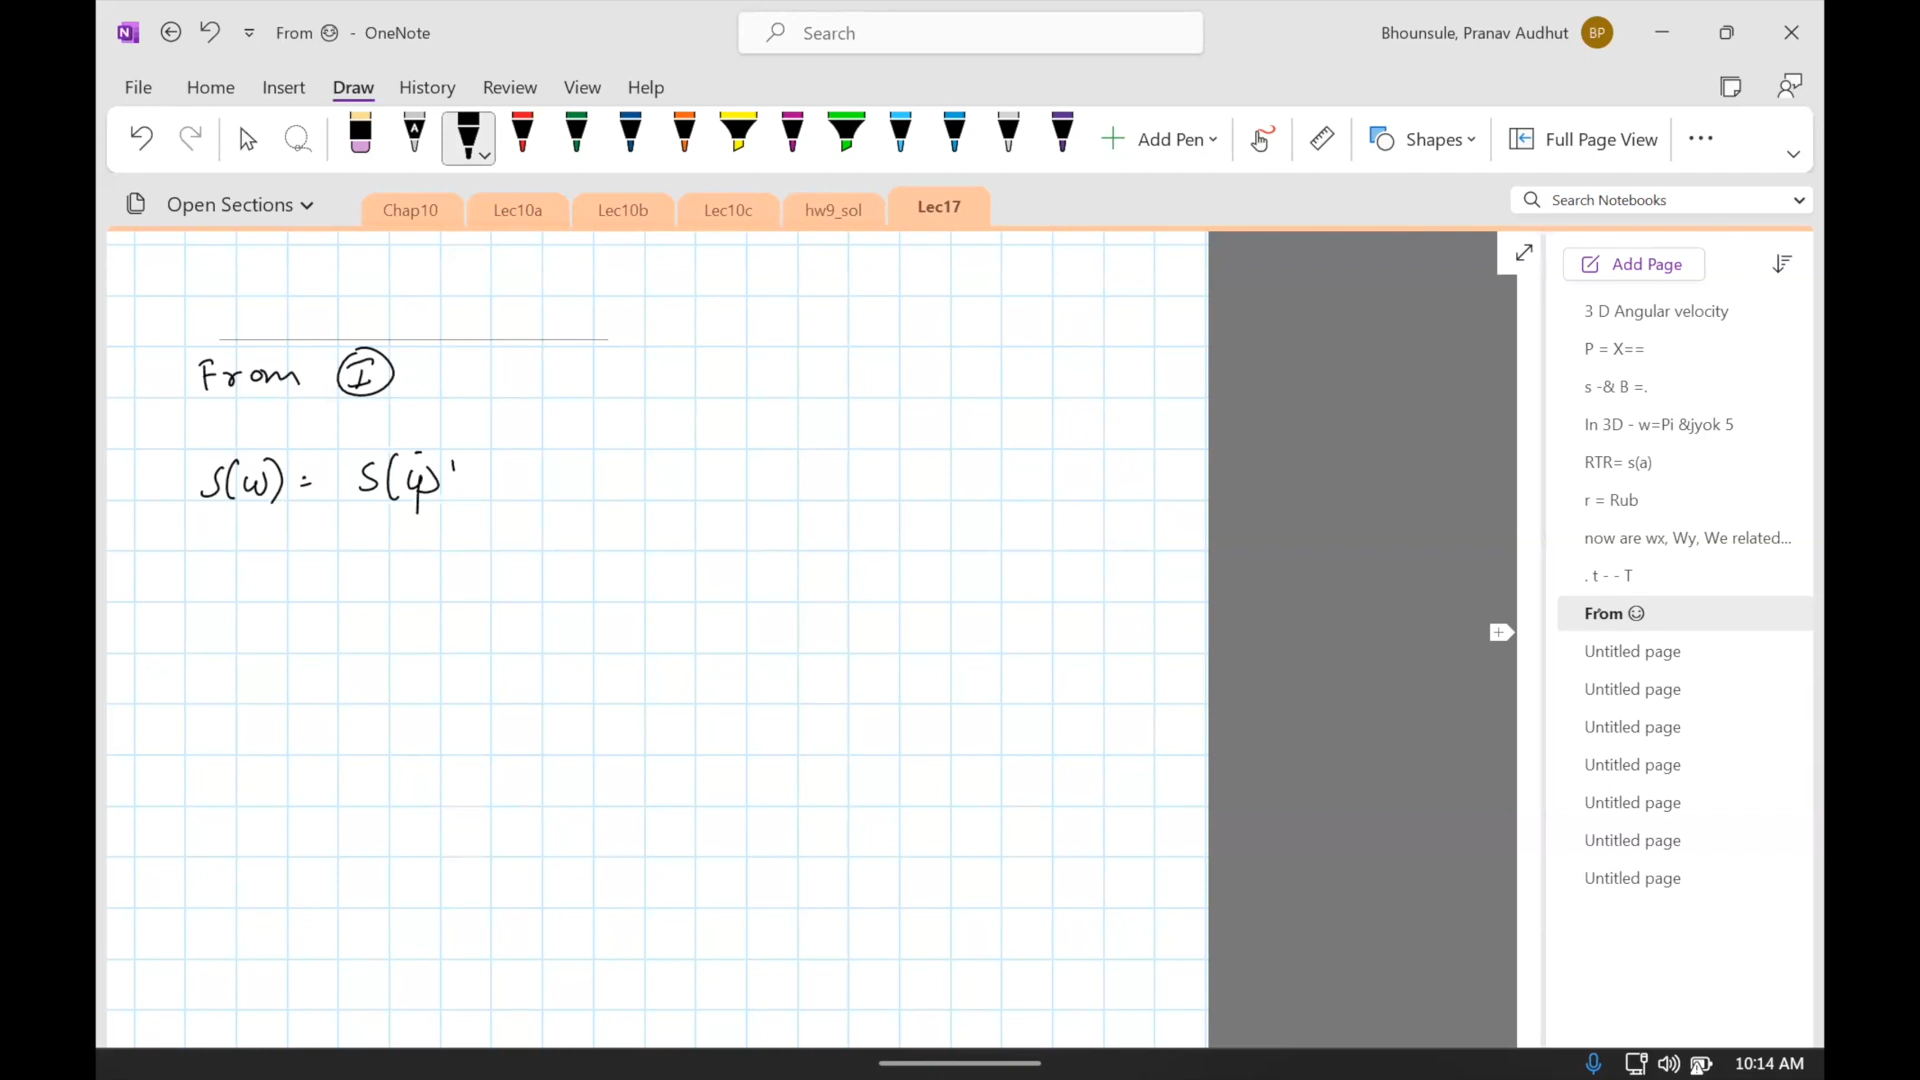 From ☺ - OneNote
Search
Bhounsule, Pranav Audhut
BP
File Home Insert Draw History Review View Help
A
Add Pen
Shapes
Full Page View
Open Sections
Chap10
Lec10a
Lec10b
Lec10c
hw9_sol
Lec17
Search Notebooks
Add Page
3 D Angular velocity
P = X==
s -& B =.
In 3D - w=Pi &jyok 5
RTR= s(a)
r = Rub
now are wx, Wy, We related...
. t - - T
From ☺
Untitled page
Untitled page
Untitled page
Untitled page
Untitled page
Untitled page
Untitled page
From Ⓘ
S(ω) = S(ψ̇)
10:14 AM